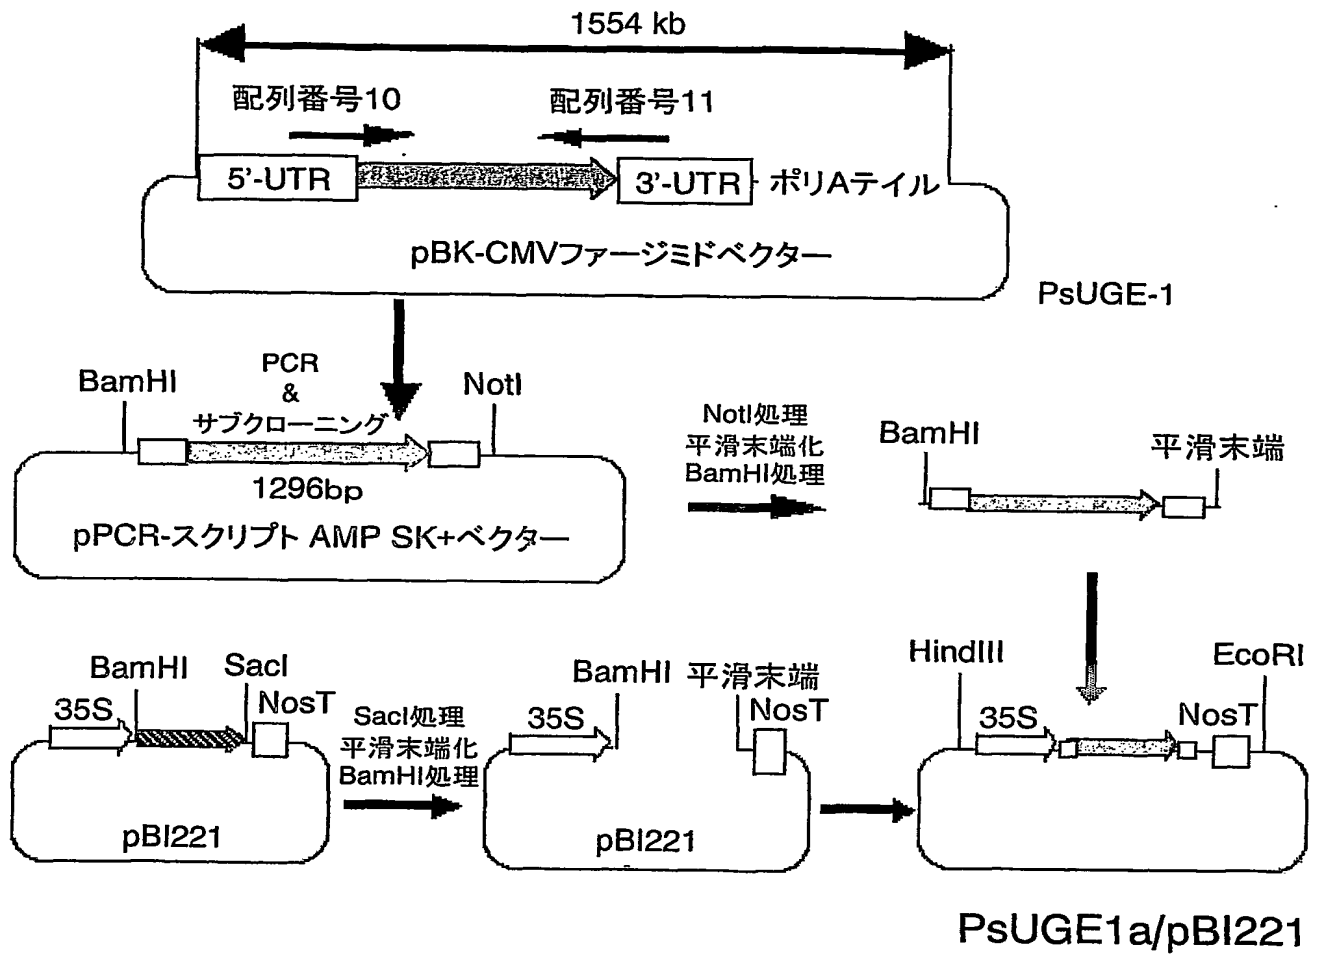 1554 kb
配列番号10
配列番号11
5'-UTR
3'-UTR
ポリAテイル
pBK-CMVファージミドベクター
PsUGE-1
PCR
&
サブクローニング
BamHI
NotI
1296bp
pPCR-スクリプト AMP SK+ベクター
NotI処理
平滑末端化
BamHI処理
BamHI
平滑末端
BamHI
SacI
35S
NosT
pBI221
SacI処理
平滑末端化
BamHI処理
BamHI
平滑末端
35S
NosT
pBI221
HindIII
EcoRI
35S
NosT
PsUGE1a/pBI221